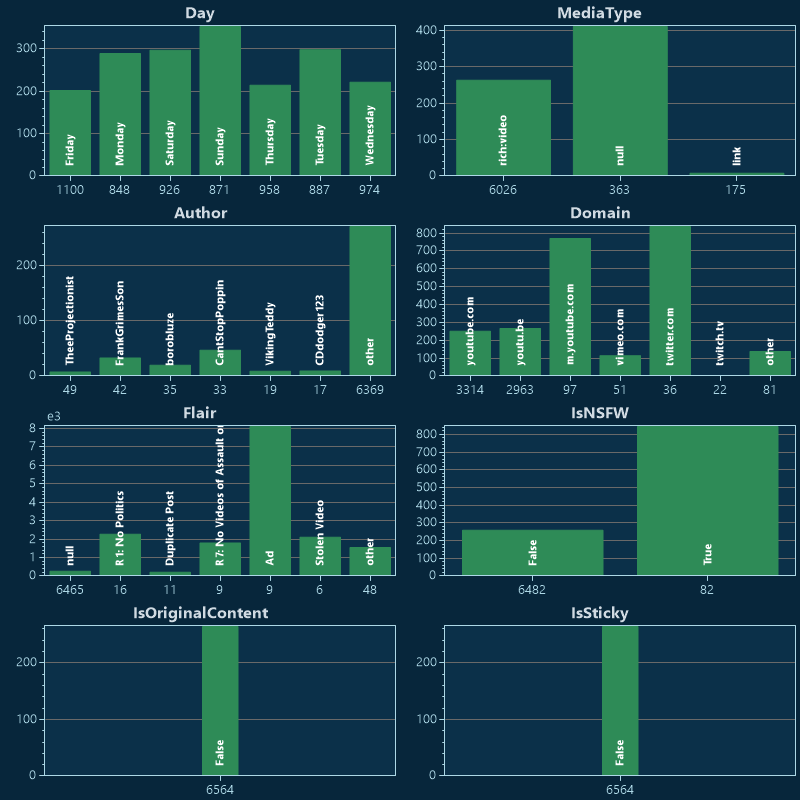 Day
300
200
100
0
Friday
Monday
Saturday
Sunday
Thursday
Tuesday
Wednesday
1100 848 926 871 958 887 974
MediaType
400
300
200
100
0
rich:video
null
link
6026 363 175
Author
200
100
0
TheeProjectionist
FrankGrimesSon
borobluze
CantStopPoppin
VikingTeddy
CDdodger123
other
49 42 35 33 19 17 6369
Domain
800
700
600
500
400
300
200
100
0
youtube.com
youtu.be
m.youtube.com
vimeo.com
twitter.com
twitch.tv
other
3314 2963 97 51 36 22 81
Flair
e3
8
7
6
5
4
3
2
1
0
null
R1: No Politics
Duplicate Post
R7: No Videos of Assault or
Ad
Stolen Video
other
6465 16 11 9 9 6 48
IsNSFW
800
700
600
500
400
300
200
100
0
False
True
6482 82
IsOriginalContent
200
100
0
False
6564
IsSticky
200
100
0
False
6564